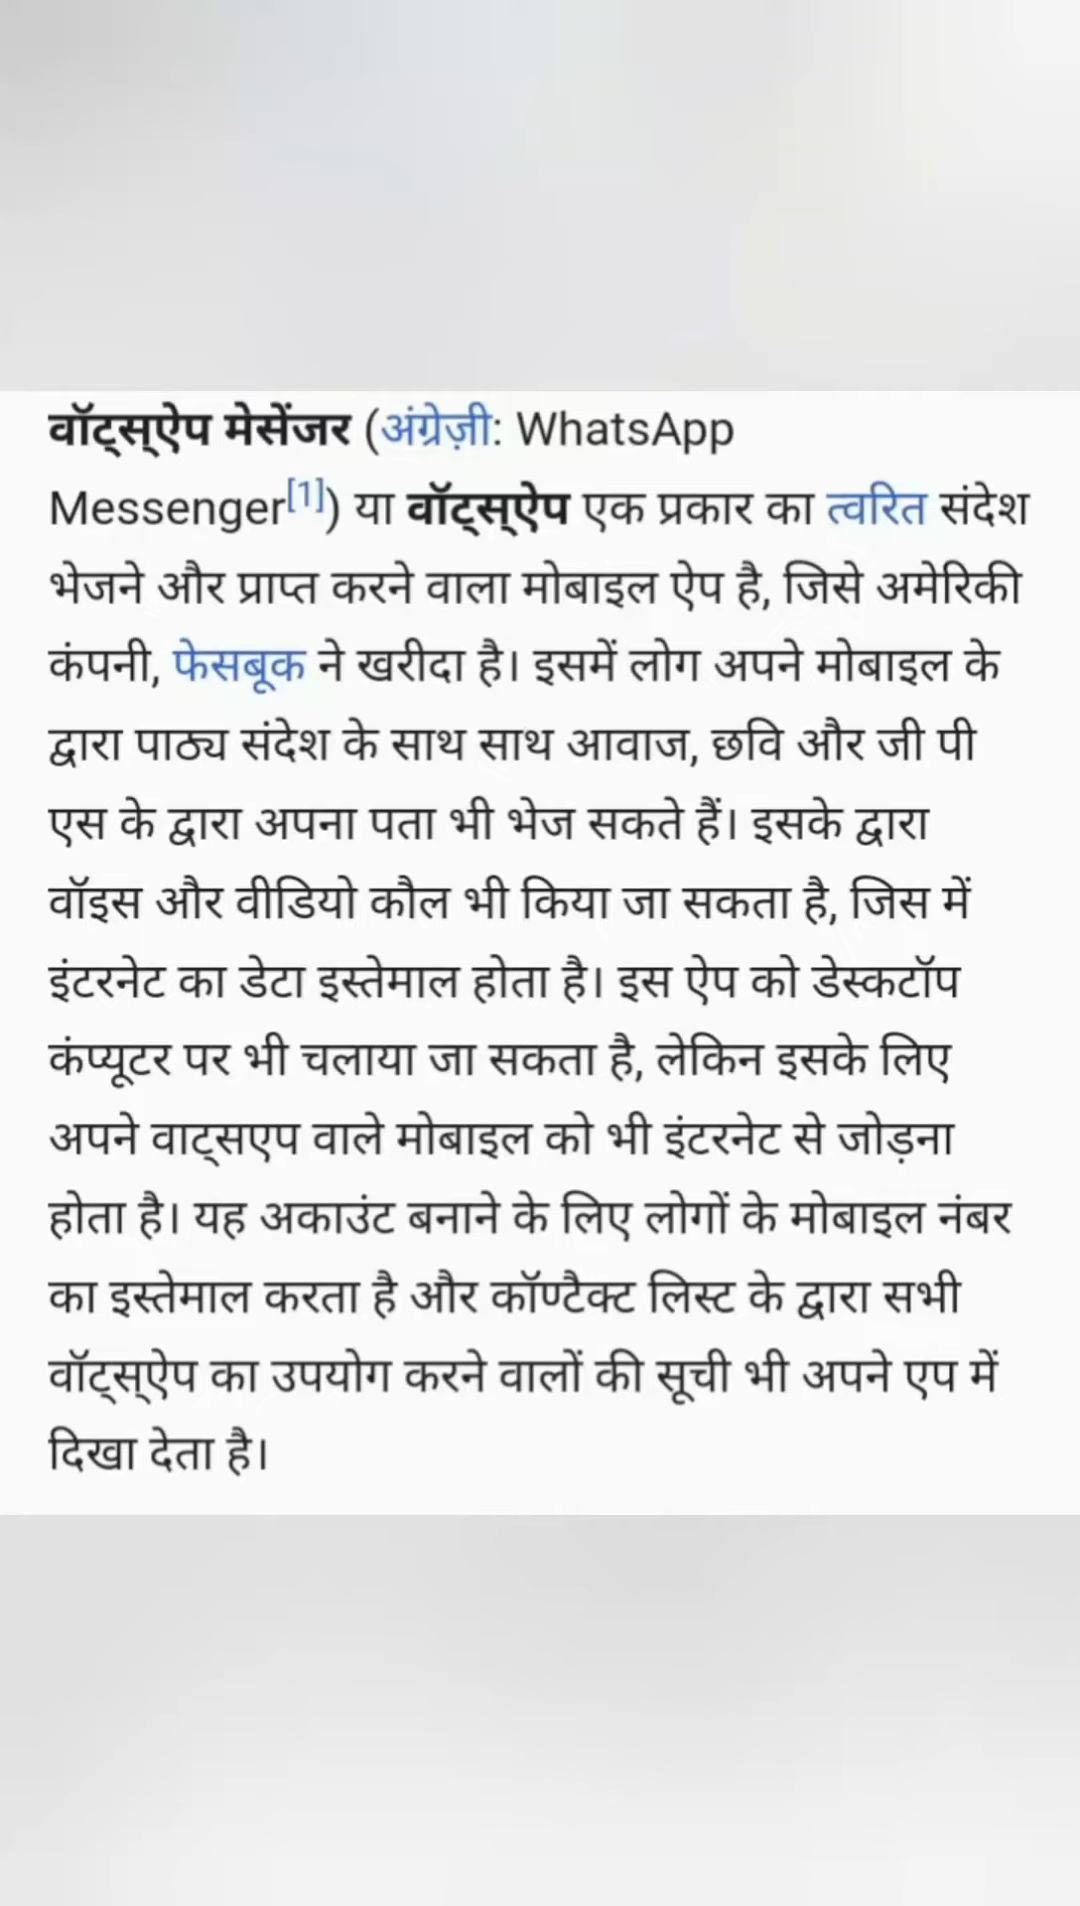 वॉट्स्ऐप मेसेंजर (अंग्रेज़ी: WhatsApp
Messenger[1]) या वॉट्स्ऐप एक प्रकार का त्वरित संदेश
भेजने और प्राप्त करने वाला मोबाइल ऐप है, जिसे अमेरिकी
कंपनी, फेसबूक ने खरीदा है। इसमें लोग अपने मोबाइल के
द्वारा पाठ्य संदेश के साथ साथ आवाज, छवि और जी पी
एस के द्वारा अपना पता भी भेज सकते हैं। इसके द्वारा
वॉइस और वीडियो कौल भी किया जा सकता है, जिस में
इंटरनेट का डेटा इस्तेमाल होता है। इस ऐप को डेस्कटॉप
कंप्यूटर पर भी चलाया जा सकता है, लेकिन इसके लिए
अपने वाट्सएप वाले मोबाइल को भी इंटरनेट से जोड़ना
होता है। यह अकाउंट बनाने के लिए लोगों के मोबाइल नंबर
का इस्तेमाल करता है और कॉण्टैक्ट लिस्ट के द्वारा सभी
वॉट्स्ऐप का उपयोग करने वालों की सूची भी अपने एप में
दिखा देता है।